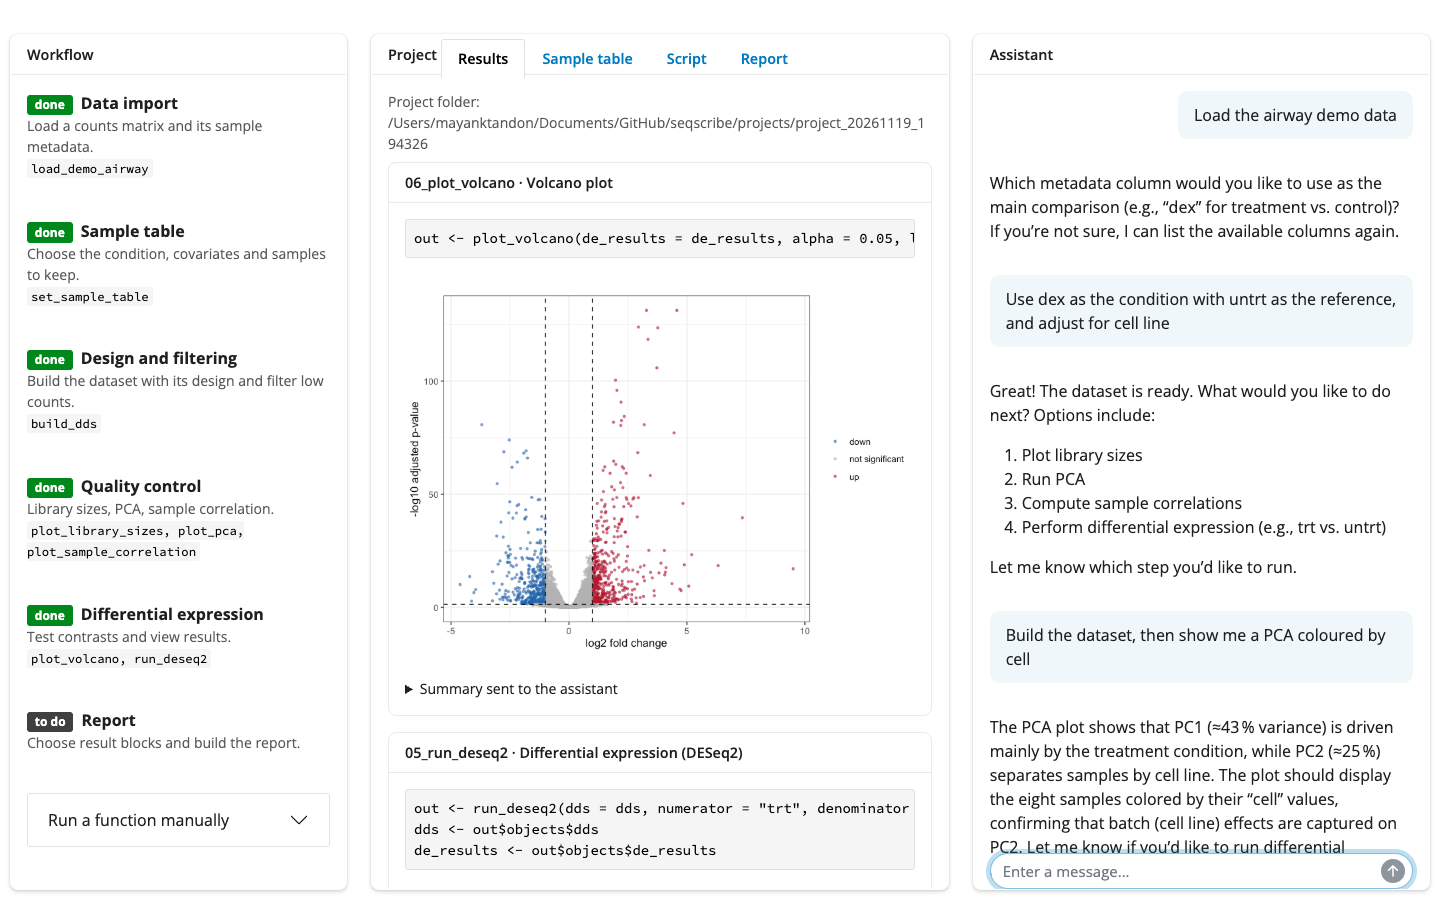 Workflow
done Data import
Load a counts matrix and its sample
metadata.
load_demo_airway
done Sample table
Choose the condition, covariates and samples
to keep.
set_sample_table
done Design and filtering
Build the dataset with its design and filter low
counts.
build_dds
done Quality control
Library sizes, PCA, sample correlation.
plot_library_sizes, plot_pca,
plot_sample_correlation
done Differential expression
Test contrasts and view results.
plot_volcano, run_deseq2
to do Report
Choose result blocks and build the report.
Run a function manually
Project Results Sample table Script Report
Project folder:
/Users/mayanktandon/Documents/GitHub/seqscribe/projects/project_20261119_1
94326
06_plot_volcano · Volcano plot
out <- plot_volcano(de_results = de_results, alpha = 0.05, l
100
50
0
-log10 adjusted p-value
-5 0 5 10
log2 fold change
down
not significant
up
▶ Summary sent to the assistant
05_run_deseq2 · Differential expression (DESeq2)
out <- run_deseq2(dds = dds, numerator = "trt", denominator
dds <- out$objects$dds
de_results <- out$objects$de_results
Assistant
Load the airway demo data
Which metadata column would you like to use as the
main comparison (e.g., “dex” for treatment vs. control)?
If you’re not sure, I can list the available columns again.
Use dex as the condition with untrt as the reference,
and adjust for cell line
Great! The dataset is ready. What would you like to do
next? Options include:
1. Plot library sizes
2. Run PCA
3. Compute sample correlations
4. Perform differential expression (e.g., trt vs. untrt)
Let me know which step you’d like to run.
Build the dataset, then show me a PCA coloured by
cell
The PCA plot shows that PC1 (≈43 % variance) is driven
mainly by the treatment condition, while PC2 (≈25 %)
separates samples by cell line. The plot should display
the eight samples colored by their “cell” values,
confirming that batch (cell line) effects are captured on
PC2. Let me know if you’d like to run differential
Enter a message...